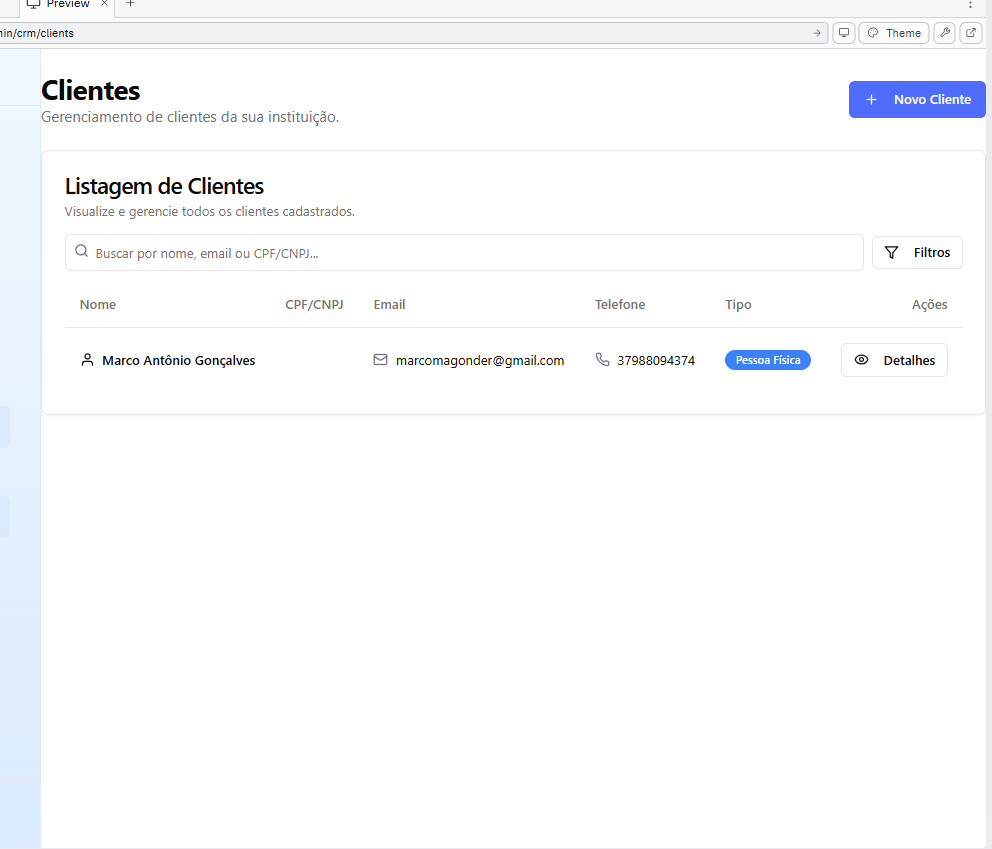 Preview
in/crm/clients
Theme
Clientes
Gerenciamento de clientes da sua instituição.
Novo Cliente
Listagem de Clientes
Visualize e gerencie todos os clientes cadastrados.
Buscar por nome, email ou CPF/CNPJ...
Filtros
Nome CPF/CNPJ Email Telefone Tipo Ações
Marco Antônio Gonçalves marcomagonder@gmail.com 37988094374 Pessoa Física Detalhes